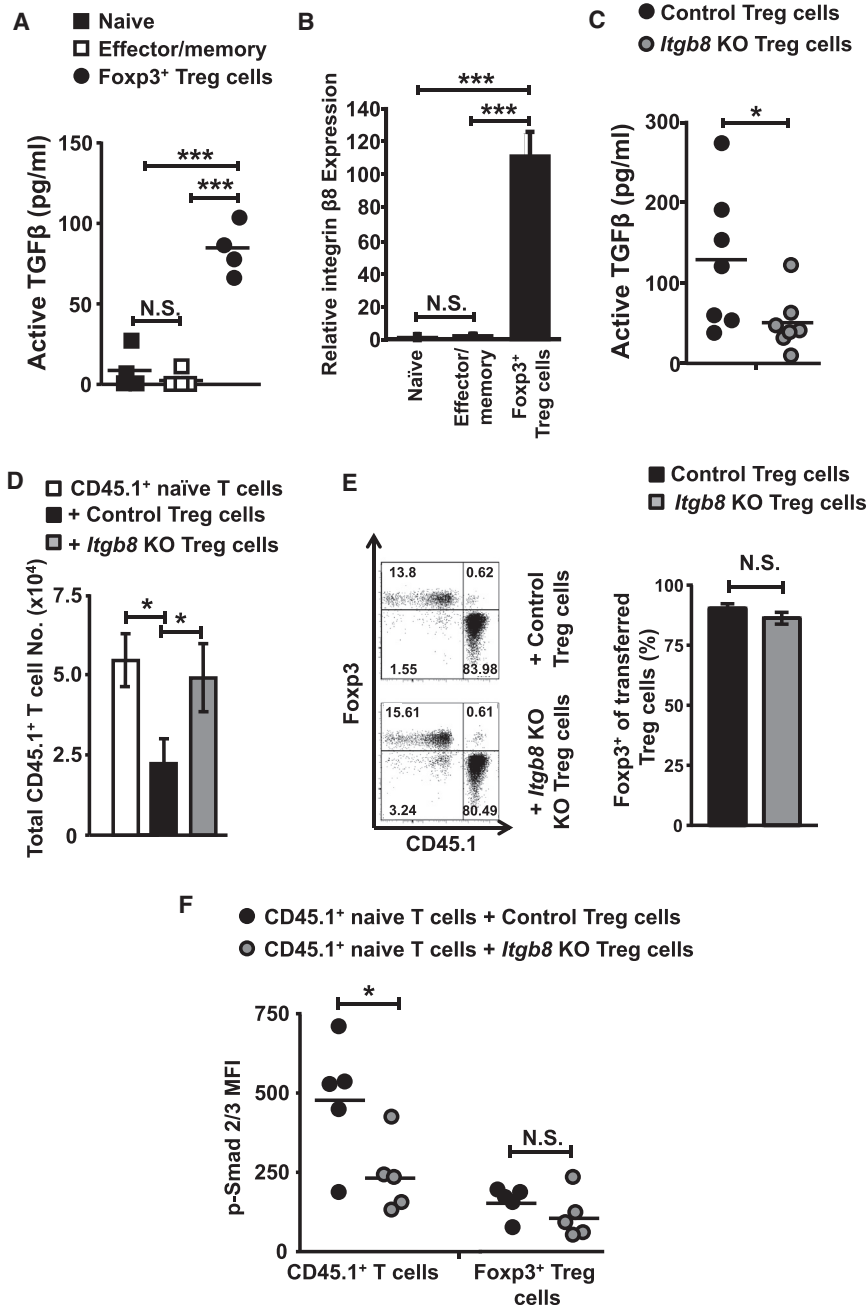 A
Naive
Effector/memory
Foxp3⁺ Treg cells
Active TGFβ (pg/ml)
150
100
50
0
***
***
N.S.
B
Relative integrin β8 Expression
140
120
100
80
60
40
20
0
***
***
N.S.
Naïve
Effector/
memory
Foxp3⁺
Treg cells
C
Control Treg cells
Itgb8 KO Treg cells
Active TGFβ (pg/ml)
300
200
100
0
*
D
CD45.1⁺ naïve T cells
+ Control Treg cells
+ Itgb8 KO Treg cells
Total CD45.1⁺ T cell No. (x10⁴)
7.5
5.0
2.5
0
*
*
E
Foxp3
13.8
0.62
1.55
83.98
+ Control
Treg cells
15.61
0.61
3.24
80.49
+ Itgb8 KO
KO Treg cells
CD45.1
Control Treg cells
Itgb8 KO Treg cells
Foxp3⁺ of transferred
Treg cells (%)
100
75
50
25
0
N.S.
F
CD45.1⁺ naive T cells + Control Treg cells
CD45.1⁺ naive T cells + Itgb8 KO Treg cells
p-Smad 2/3 MFI
750
500
250
0
*
N.S.
CD45.1⁺ T cells
Foxp3⁺ Treg
cells